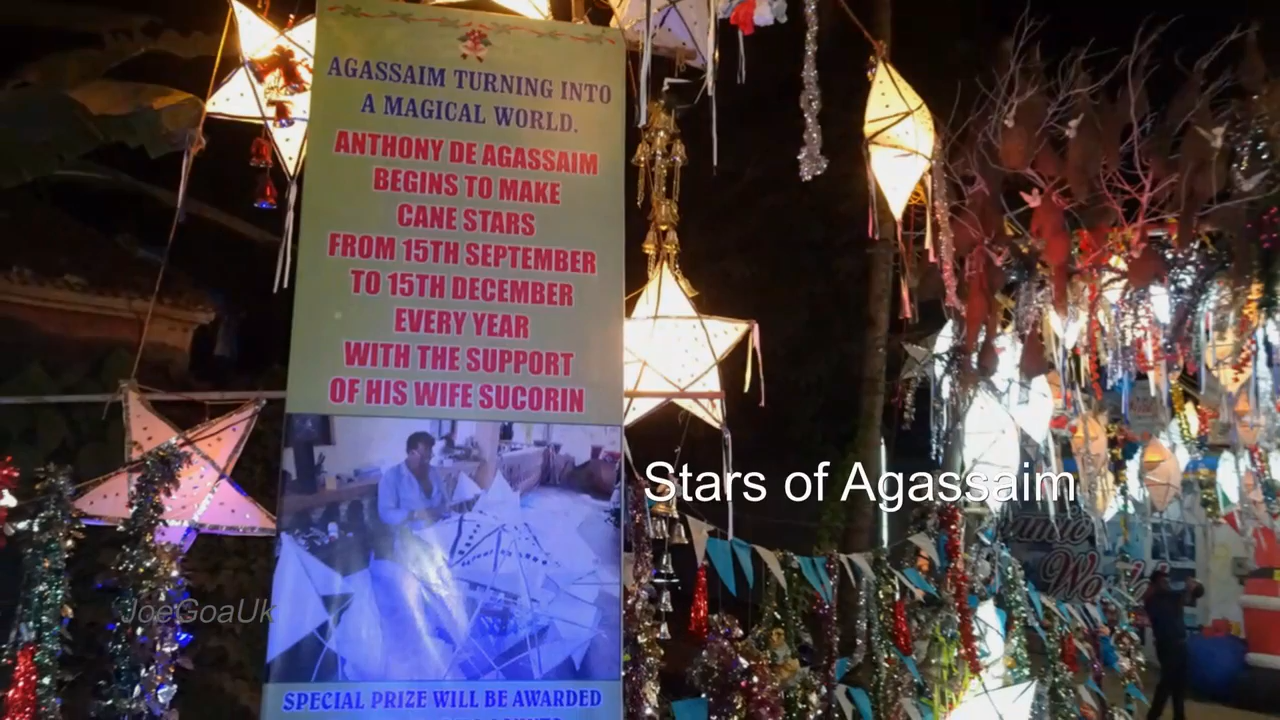 AGASSAIM TURNING INTO
A MAGICAL WORLD.
ANTHONY DE AGASSAIM
BEGINS TO MAKE
CANE STARS
FROM 15TH SEPTEMBER
TO 15TH DECEMBER
EVERY YEAR
WITH THE SUPPORT
OF HIS WIFE SUCORIN
Stars of Agassaim
JoeGoaUk
SPECIAL PRIZE WILL BE AWARDED